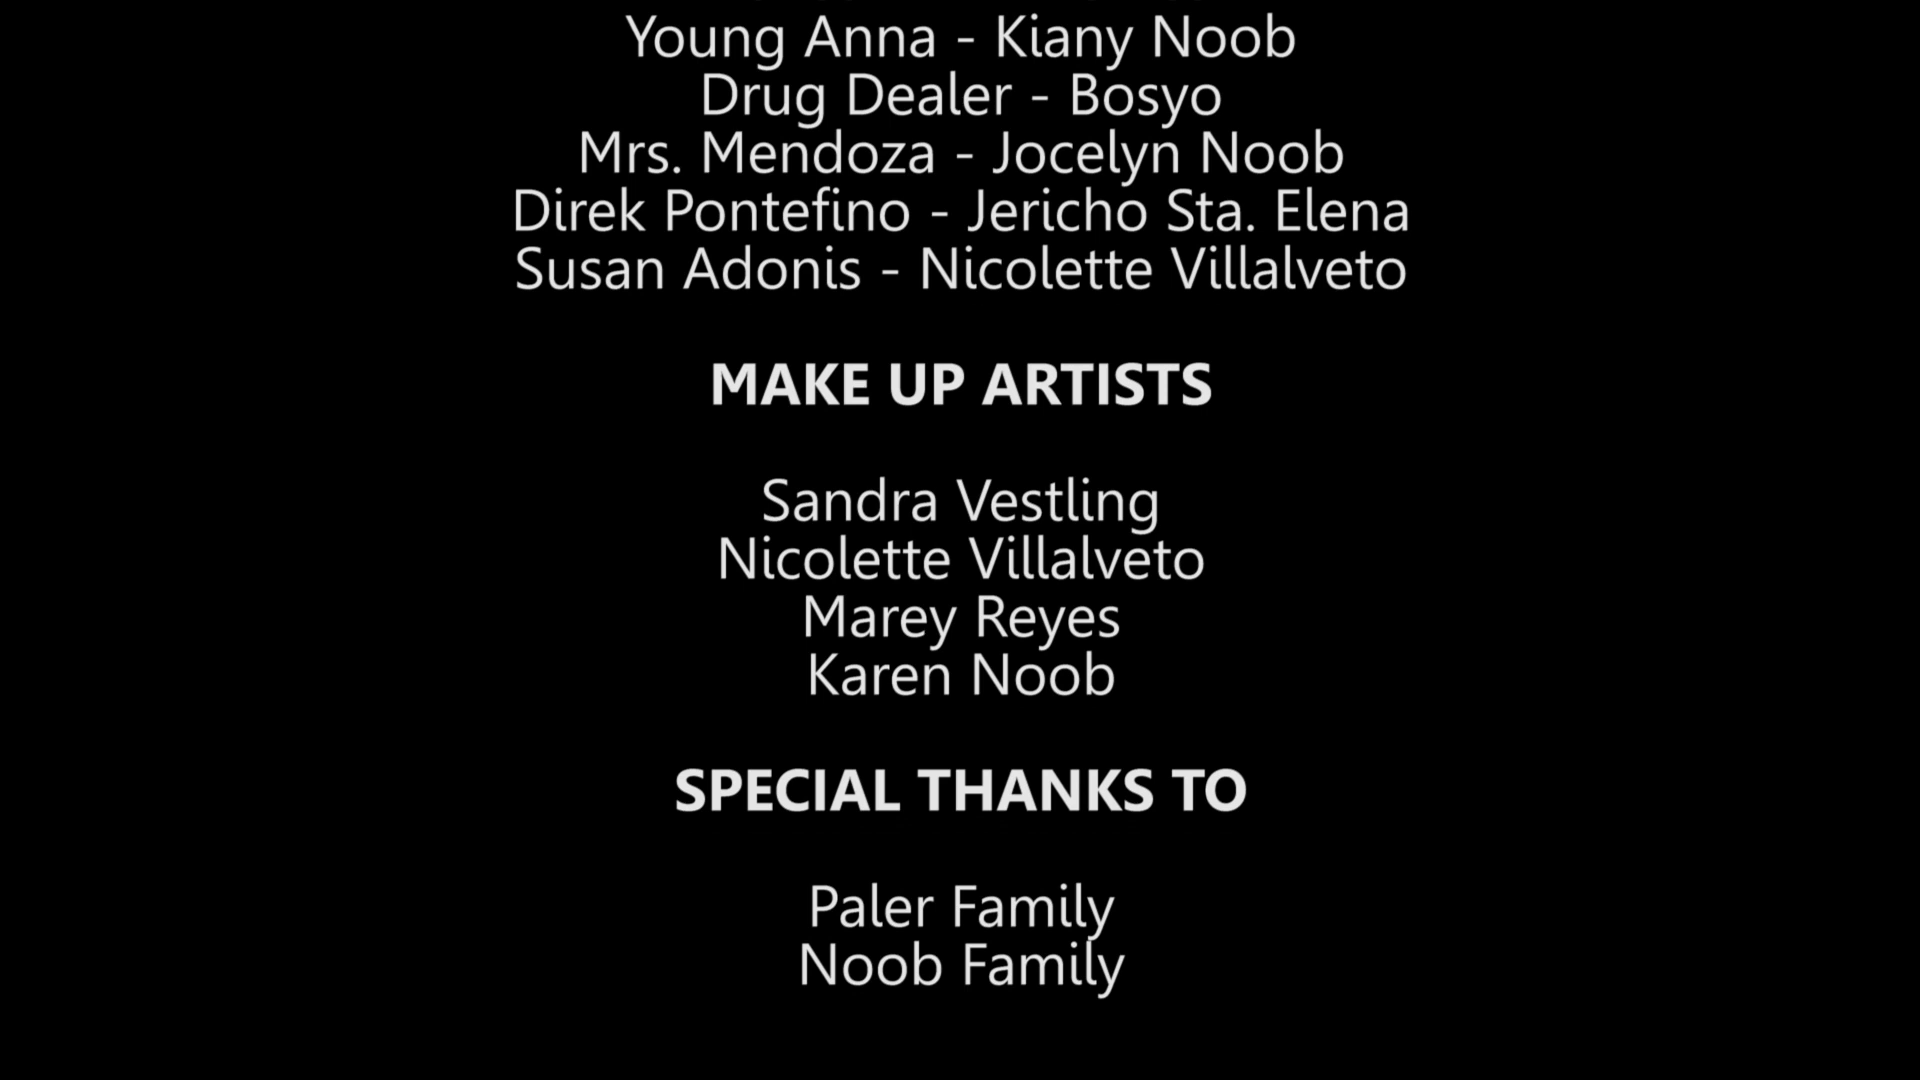 Young Anna - Kiany Noob
Drug Dealer - Bosyo
Mrs. Mendoza - Jocelyn Noob
Direk Pontefino - Jericho Sta. Elena
Susan Adonis - Nicolette Villalveto
MAKE UP ARTISTS
Sandra Vestling
Nicolette Villalveto
Marey Reyes
Karen Noob
SPECIAL THANKS TO
Paler Family
Noob Family